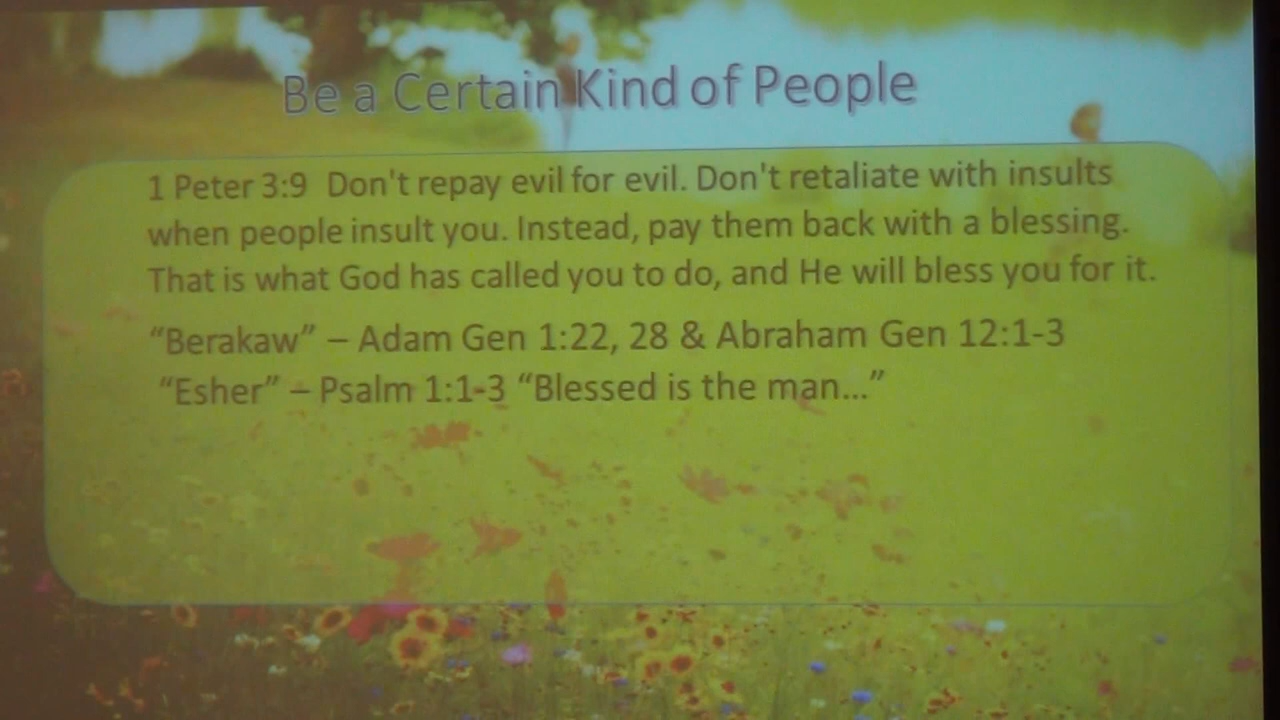 Be a Certain Kind of People
1 Peter 3:9 Don't repay evil for evil. Don't retaliate with insults
when people insult you. Instead, pay them back with a blessing.
That is what God has called you to do, and He will bless you for it.
“Berakaw” – Adam Gen 1:22, 28 & Abraham Gen 12:1-3
“Esher” – Psalm 1:1-3 “Blessed is the man...”